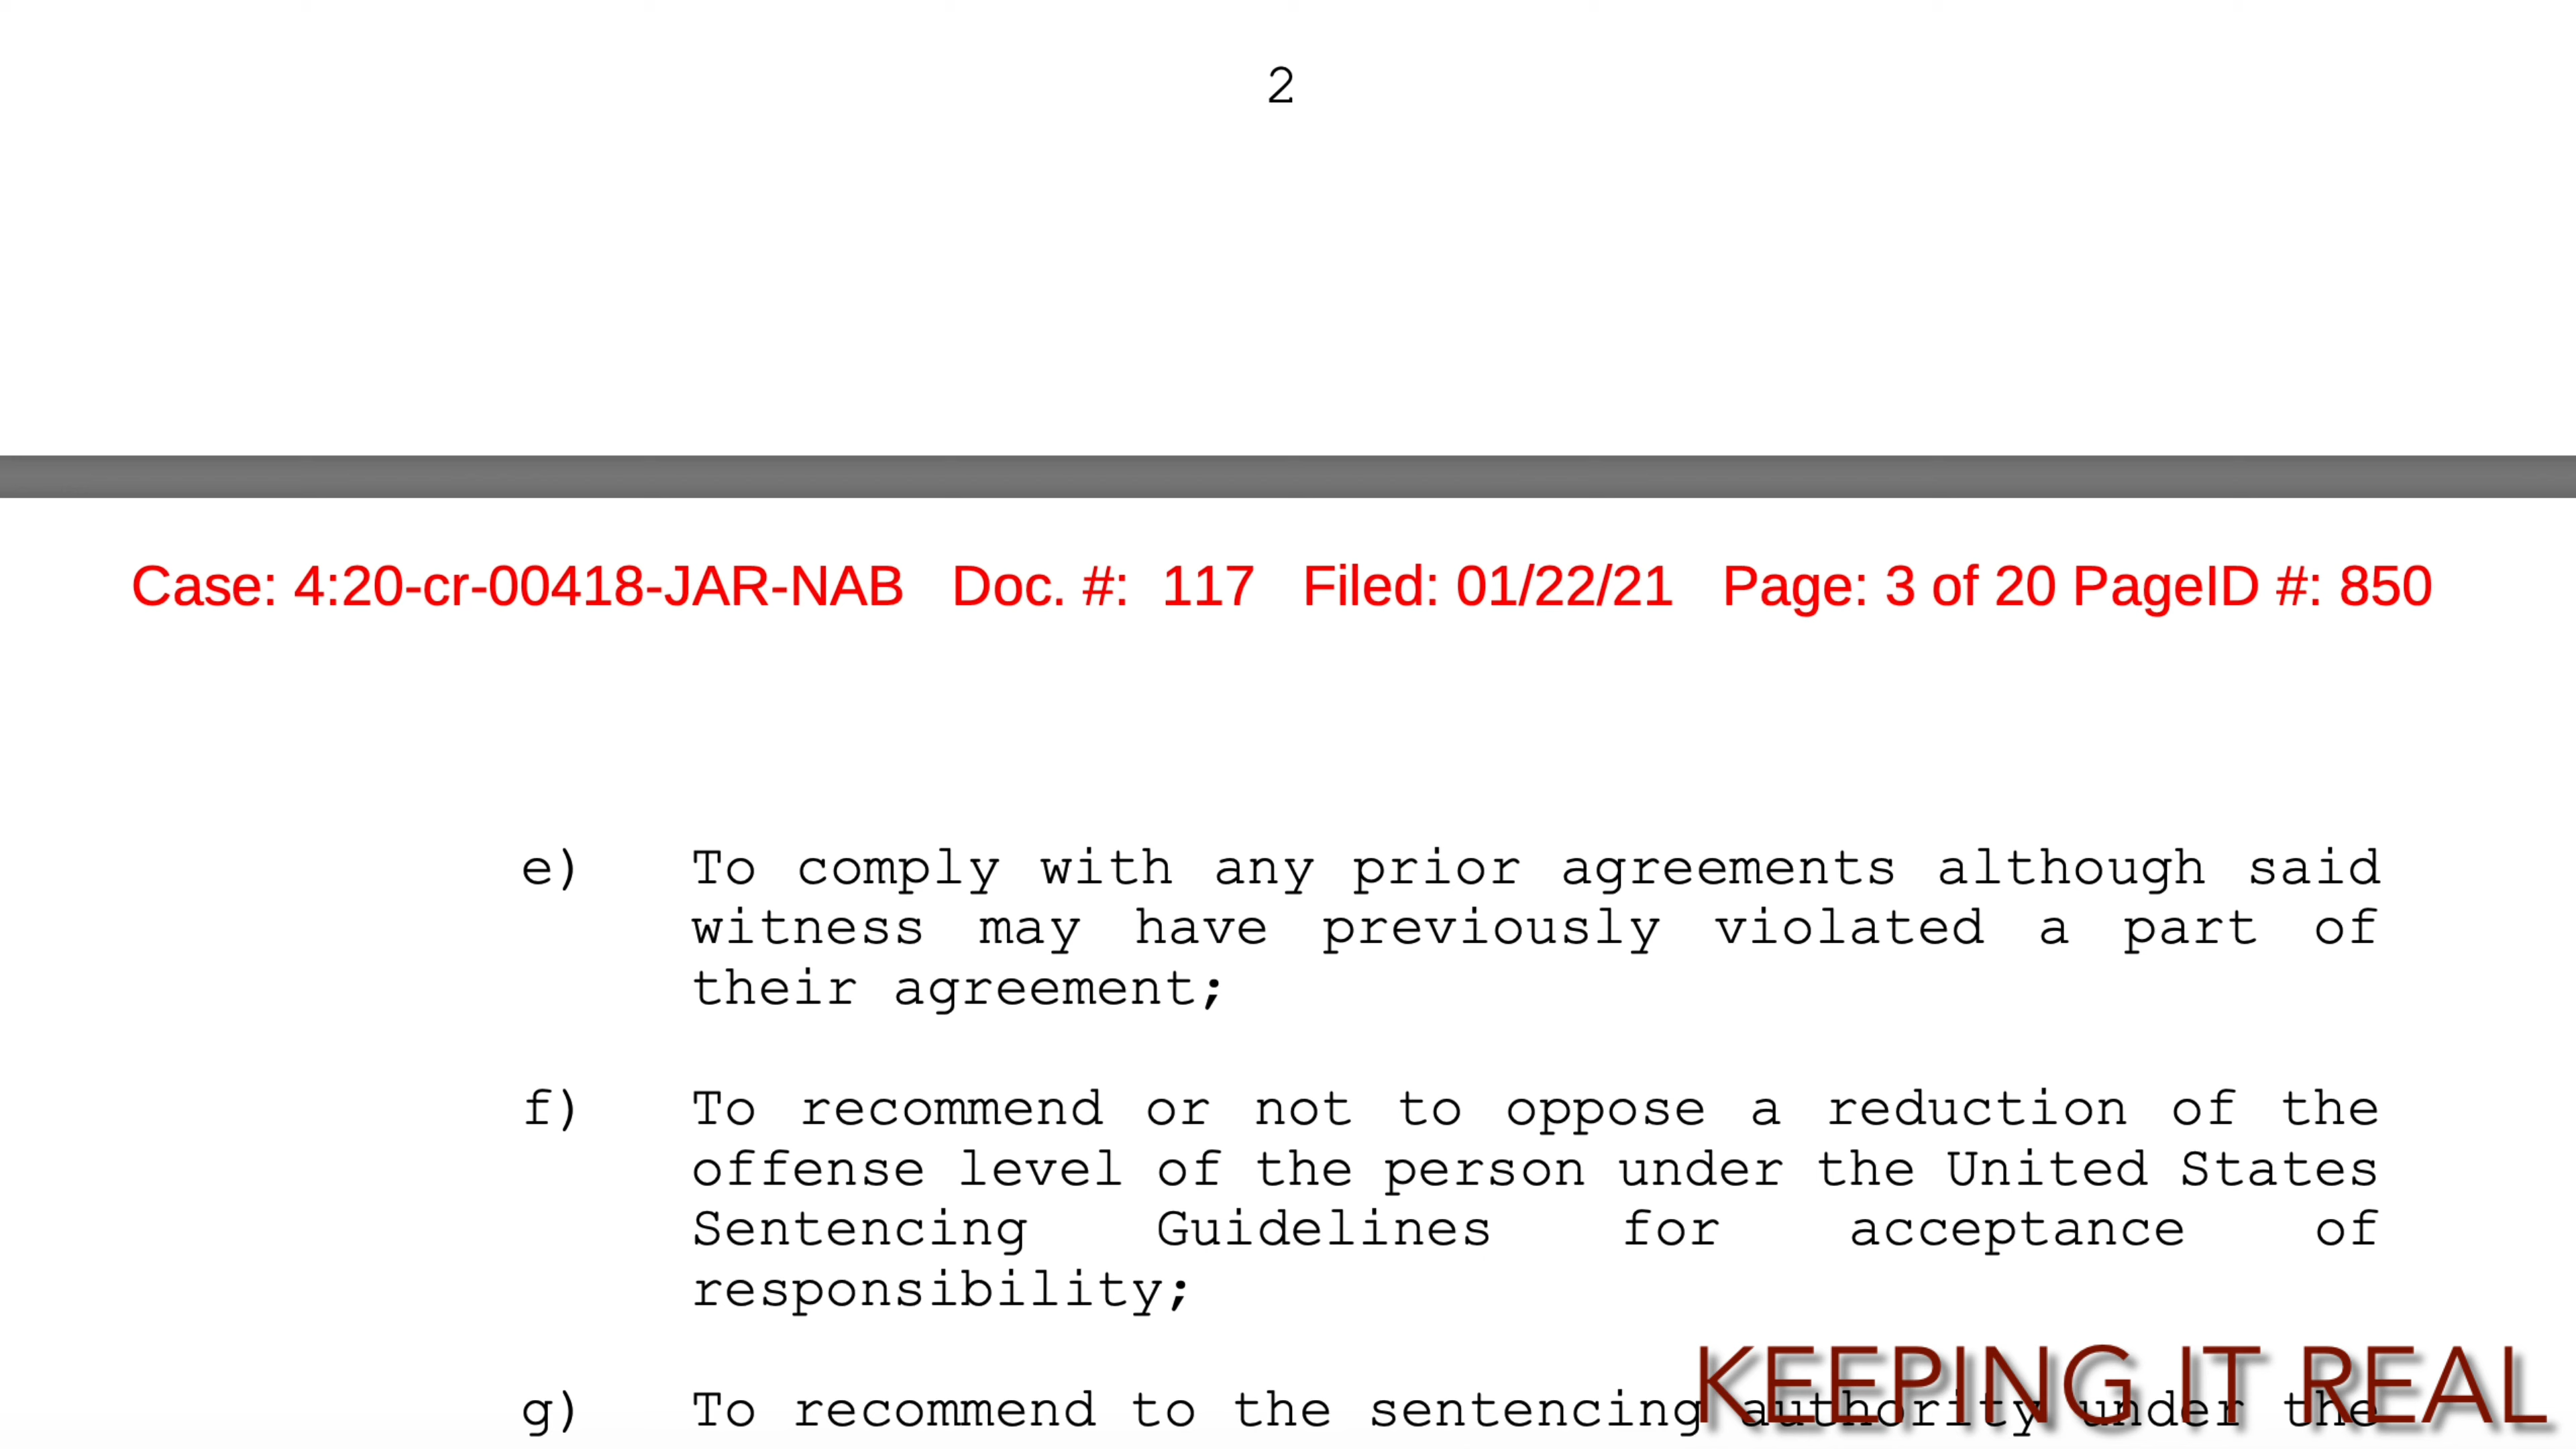 2
Case: 4:20-cr-00418-JAR-NAB Doc. #: 117 Filed: 01/22/21 Page: 3 of 20 PageID #: 850
e) To comply with any prior agreements although said
witness may have previously violated a part of
their agreement;
f) To recommend or not to oppose a reduction of the
offense level of the person under the United States
Sentencing Guidelines for acceptance of
responsibility;
g) To recommend to the sentencing authority under the
KEEPING IT REAL